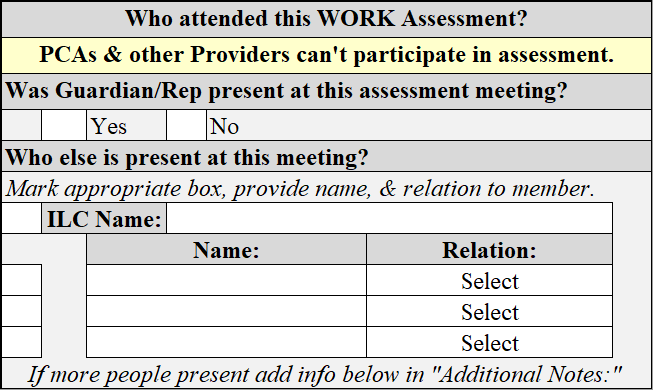 Who attended this WORK Assessment?
PCAs & other Providers can't participate in assessment.
Was Guardian/Rep present at this assessment meeting?
Yes No
Who else is present at this meeting?
Mark appropriate box, provide name, & relation to member.
ILC Name:
Name: Relation:
Select
Select
Select
If more people present add info below in "Additional Notes:"